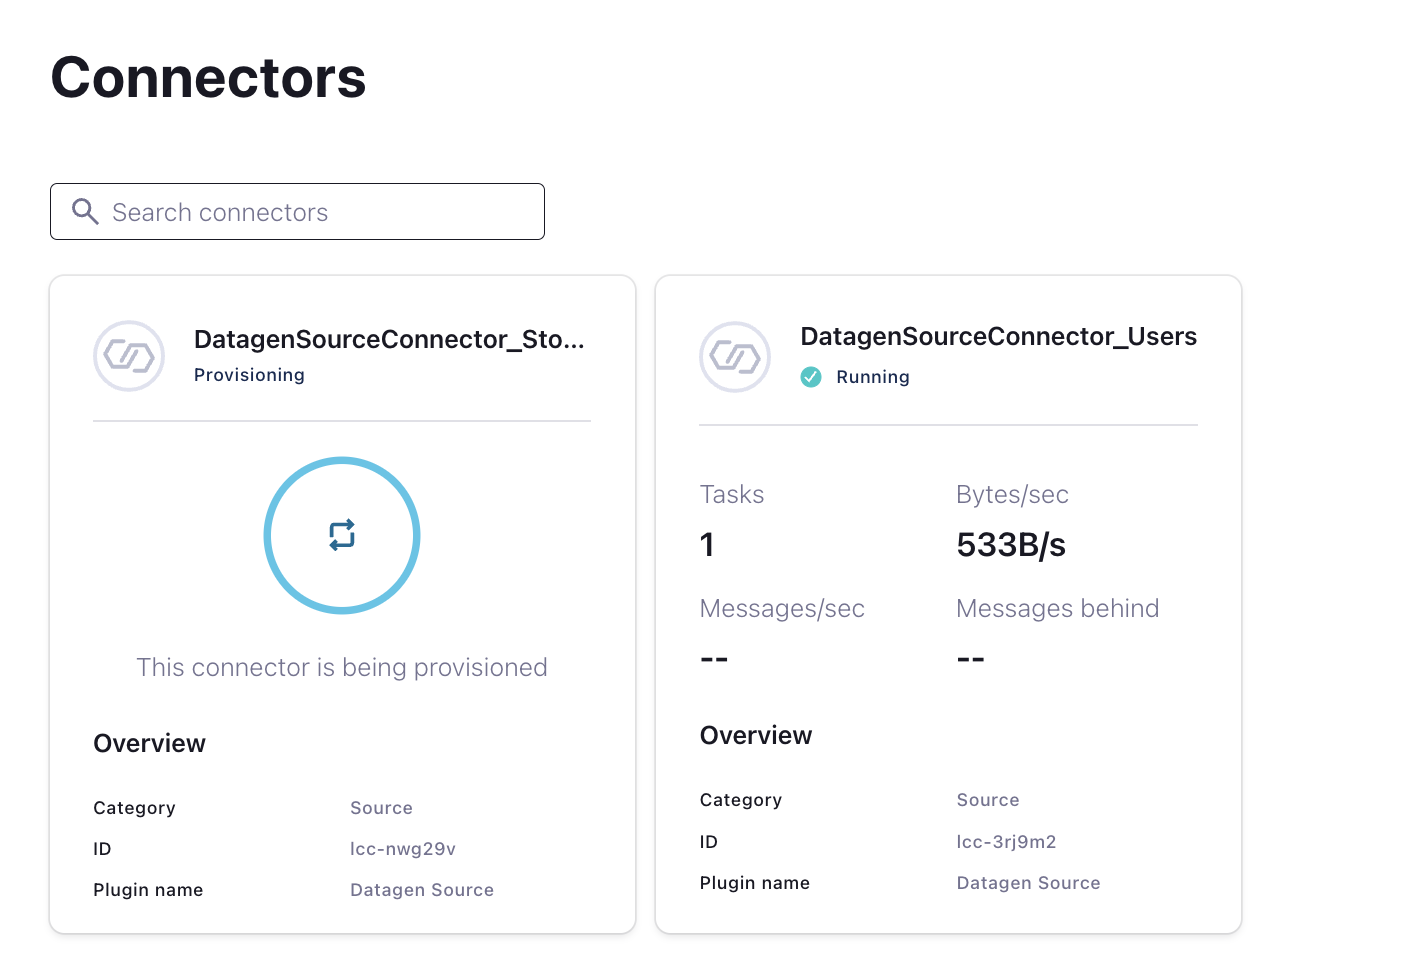 Connectors
Search connectors
DatagenSourceConnector_Sto...
Provisioning
This connector is being provisioned
Overview
Category Source
ID lcc-nwg29v
Plugin name Datagen Source
DatagenSourceConnector_Users
Running
Tasks Bytes/sec
1 533B/s
Messages/sec Messages behind
-- --
Overview
Category Source
ID lcc-3rj9m2
Plugin name Datagen Source